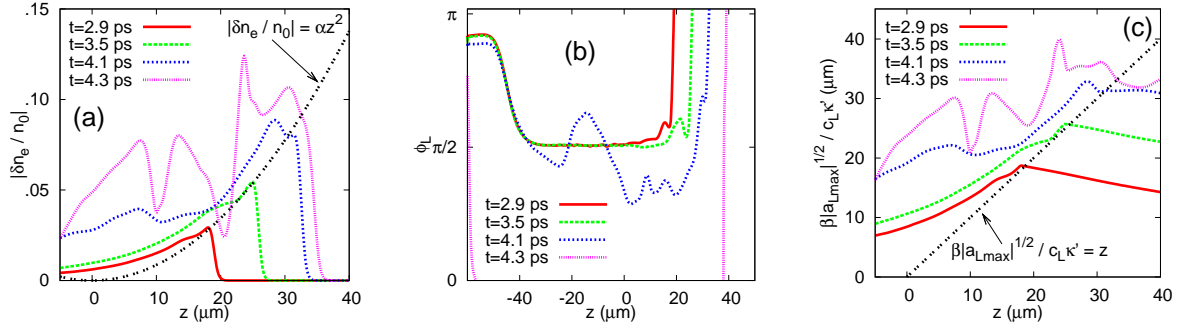 .15
.10
.05
.00
0
10
20
30
40
|δn_e / n_0|
z (μm)
t=2.9 ps
t=3.5 ps
t=4.1 ps
t=4.3 ps
|δn_e / n_0| = αz^2
(a)
π
π/2
0
-40
-20
0
20
40
ϕ_L
z (μm)
(b)
t=2.9 ps
t=3.5 ps
t=4.1 ps
t=4.3 ps
40
30
20
10
0
0
10
20
30
40
β|a_Lmax|^1/2 / c_L κ' (μm)
z (μm)
t=2.9 ps
t=3.5 ps
t=4.1 ps
t=4.3 ps
(c)
β|a_Lmax|^1/2 / c_L κ' = z